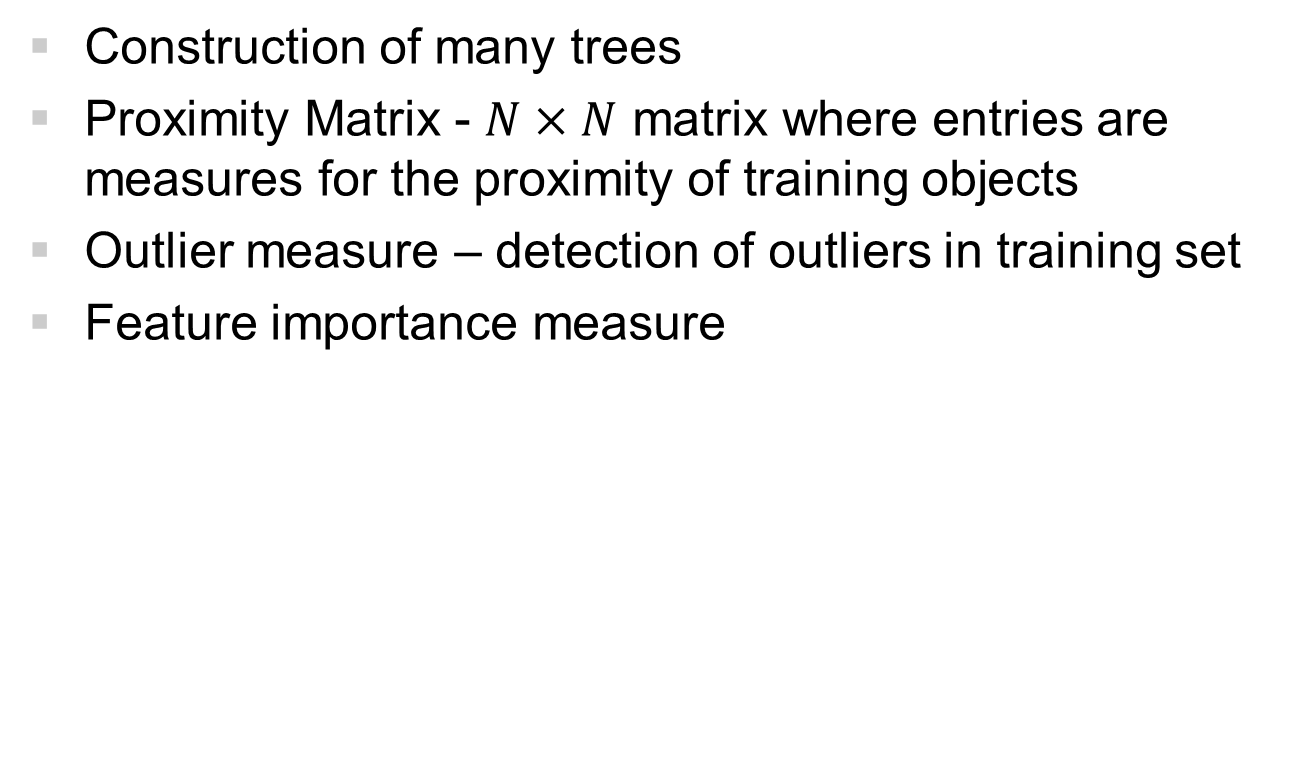 ▪ Construction of many trees
▪ Proximity Matrix - N × N matrix where entries are
measures for the proximity of training objects
▪ Outlier measure – detection of outliers in training set
▪ Feature importance measure